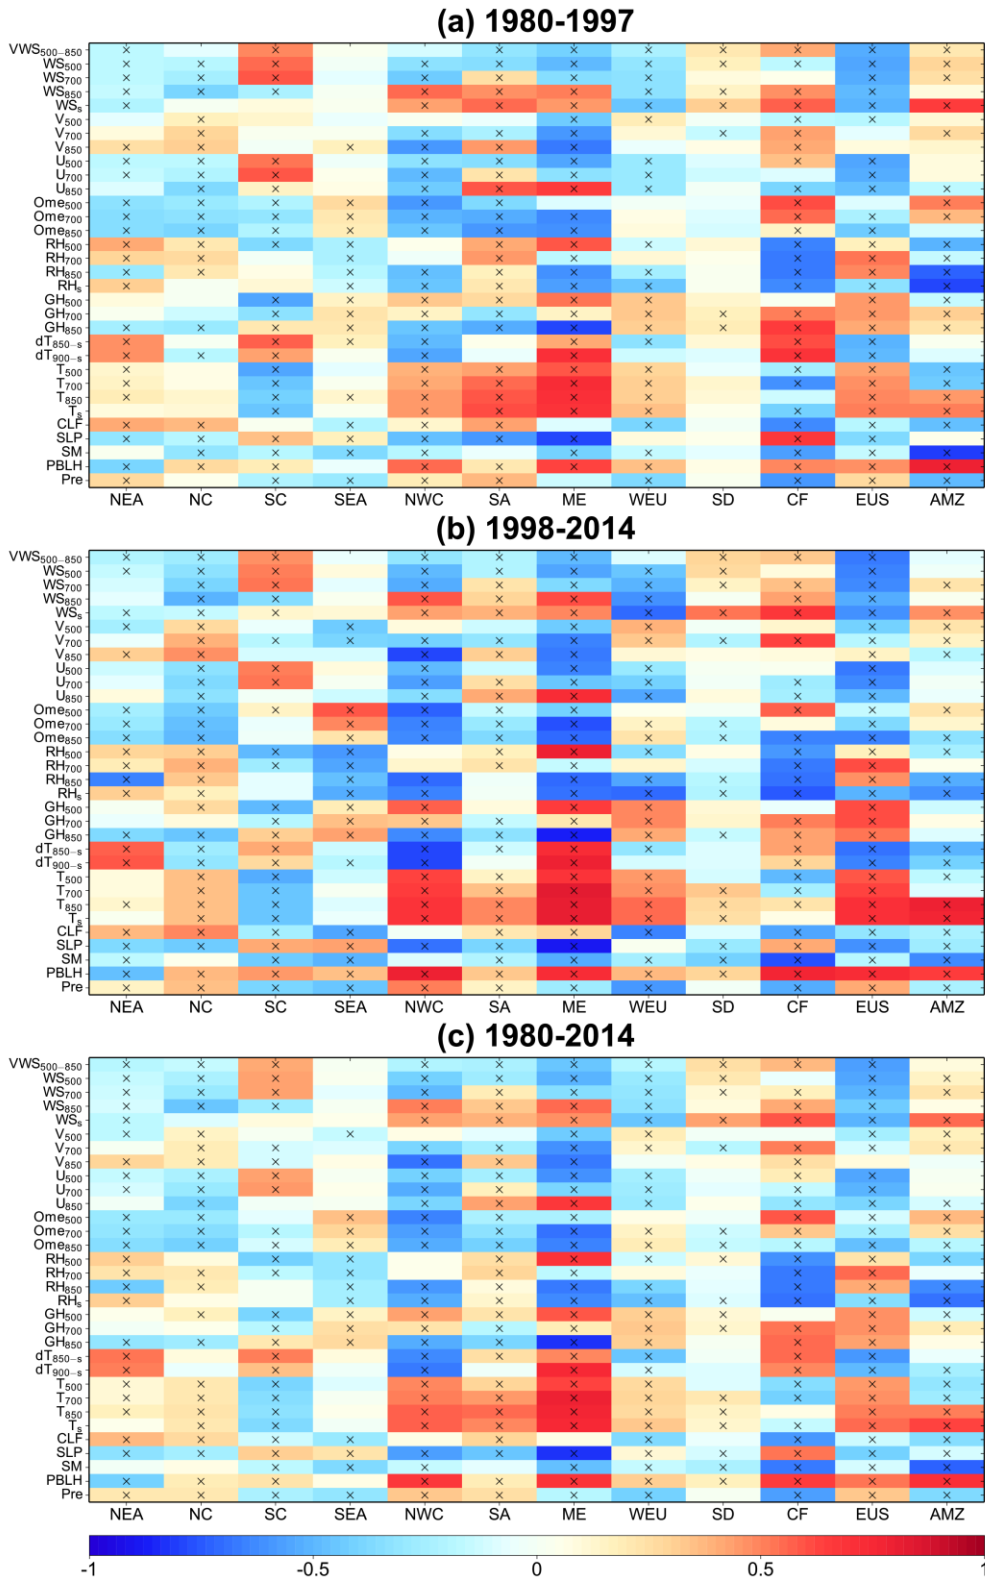 (a) 1980-1997
VWS500−850
WS500
WS700
WS850
WSs
V500
V700
V850
U500
U700
U850
Ome500
Ome700
Ome850
RH500
RH700
RH850
RHs
GH500
GH700
GH850
dT850−s
dT900−s
T500
T700
T850
Ts
CLF
SLP
SM
PBLH
Pre
NEA NC SC SEA NWC SA ME WEU SD CF EUS AMZ
(b) 1998-2014
VWS500−850
WS500
WS700
WS850
WSs
V500
V700
V850
U500
U700
U850
Ome500
Ome700
Ome850
RH500
RH700
RH850
RHs
GH500
GH700
GH850
dT850−s
dT900−s
T500
T700
T850
Ts
CLF
SLP
SM
PBLH
Pre
NEA NC SC SEA NWC SA ME WEU SD CF EUS AMZ
(c) 1980-2014
VWS500−850
WS500
WS700
WS850
WSs
V500
V700
V850
U500
U700
U850
Ome500
Ome700
Ome850
RH500
RH700
RH850
RHs
GH500
GH700
GH850
dT850−s
dT900−s
T500
T700
T850
Ts
CLF
SLP
SM
PBLH
Pre
NEA NC SC SEA NWC SA ME WEU SD CF EUS AMZ
-1 -0.5 0 0.5 1